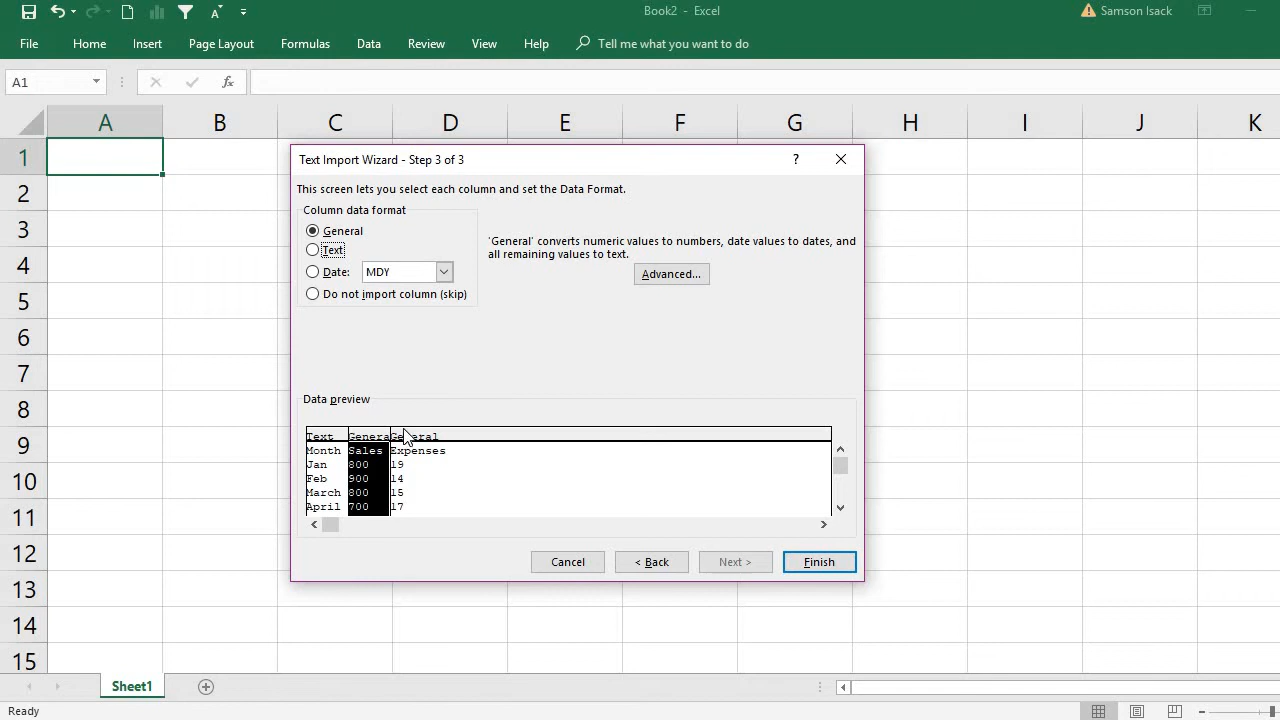 Book2 - Excel
Samson Isack
File Home Insert Page Layout Formulas Data Review View Help Tell me what you want to do
A1 fx
A B C D E F G H I J K
1
2
3
4
5
6
7
8
9
10
11
12
13
14
15
Text Import Wizard - Step 3 of 3 ?
This screen lets you select each column and set the Data Format.
Column data format
General
Text
Date: MDY
Do not import column (skip)
'General' converts numeric values to numbers, date values to dates, and
all remaining values to text.
Advanced...
Data preview
Text GeneraGeneral
Month Sales Expenses
Jan 800 19
Feb 900 14
March 800 15
April 700 17
Cancel < Back Next > Finish
Sheet1
Ready